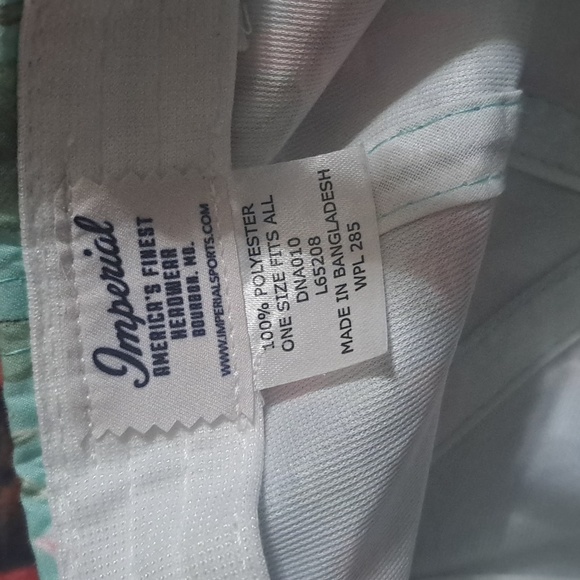 Imperial
AMERICA'S FINEST
HEADWEAR
BOURBON, MO.
WWW.IMPERIALSPORTS.COM
100% POLYESTER
ONE SIZE FITS ALL
DNA010
L65208
MADE IN BANGLADESH
WPL 285